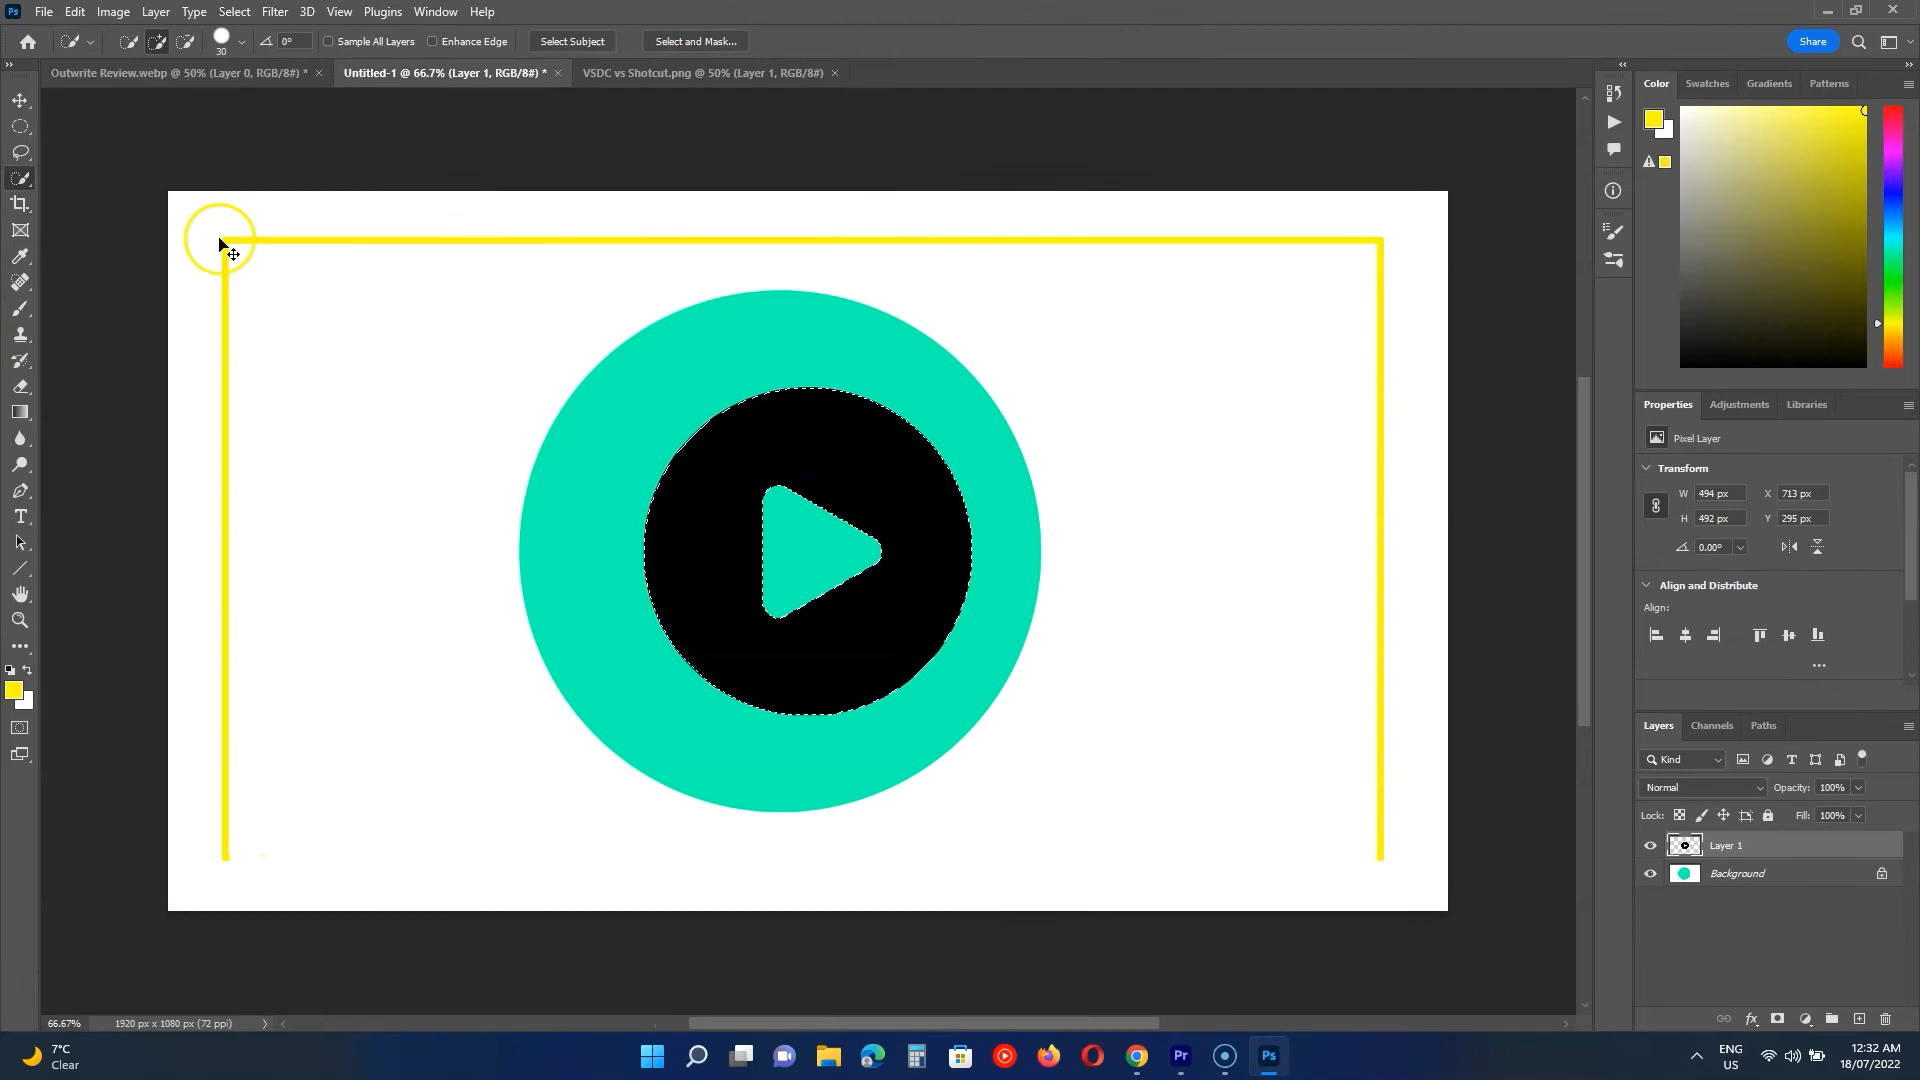 Ps File Edit Image Layer Type Select Filter 3D View Plugins Window Help
30 0° Sample All Layers Enhance Edge Select Subject Select and Mask... Share
Outwrite Review.webp @ 50% (Layer 0, RGB/8#) * × Untitled-1 @ 66.7% (Layer 1, RGB/8#) * × VSDC vs Shotcut.png @ 50% (Layer 1, RGB/8#) ×
Color Swatches Gradients Patterns
Properties Adjustments Libraries
Pixel Layer
Transform
W 494 px X 713 px
H 492 px Y 295 px
0.00°
Align and Distribute
Align:
Layers Channels Paths
Kind
Normal Opacity: 100%
Lock: Fill: 100%
Layer 1
Background
66.67% 1920 px x 1080 px (72 ppi)
7°C
Clear
Pr Ps
ENG
US
12:32 AM
18/07/2022